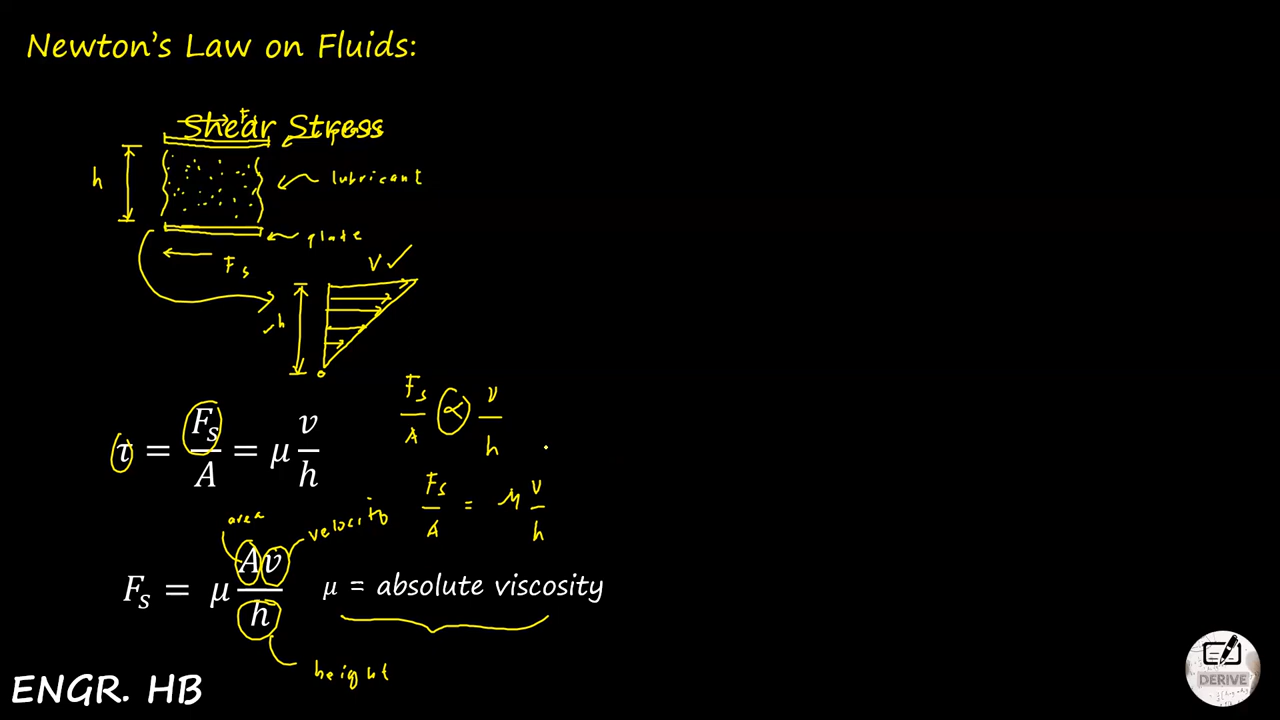 Newton's Law on Fluids:
Shear Stress
h
lubricant
plate
Fₛ
v ✓
✓ h
Fₛ/A ∝ v/h
τ = Fₛ/A = μ v/h
Fₛ/A = μ v/h
area
velocity
Fₛ = μ Av/h
μ = absolute viscosity
height
ENGR. HB
DERIVE